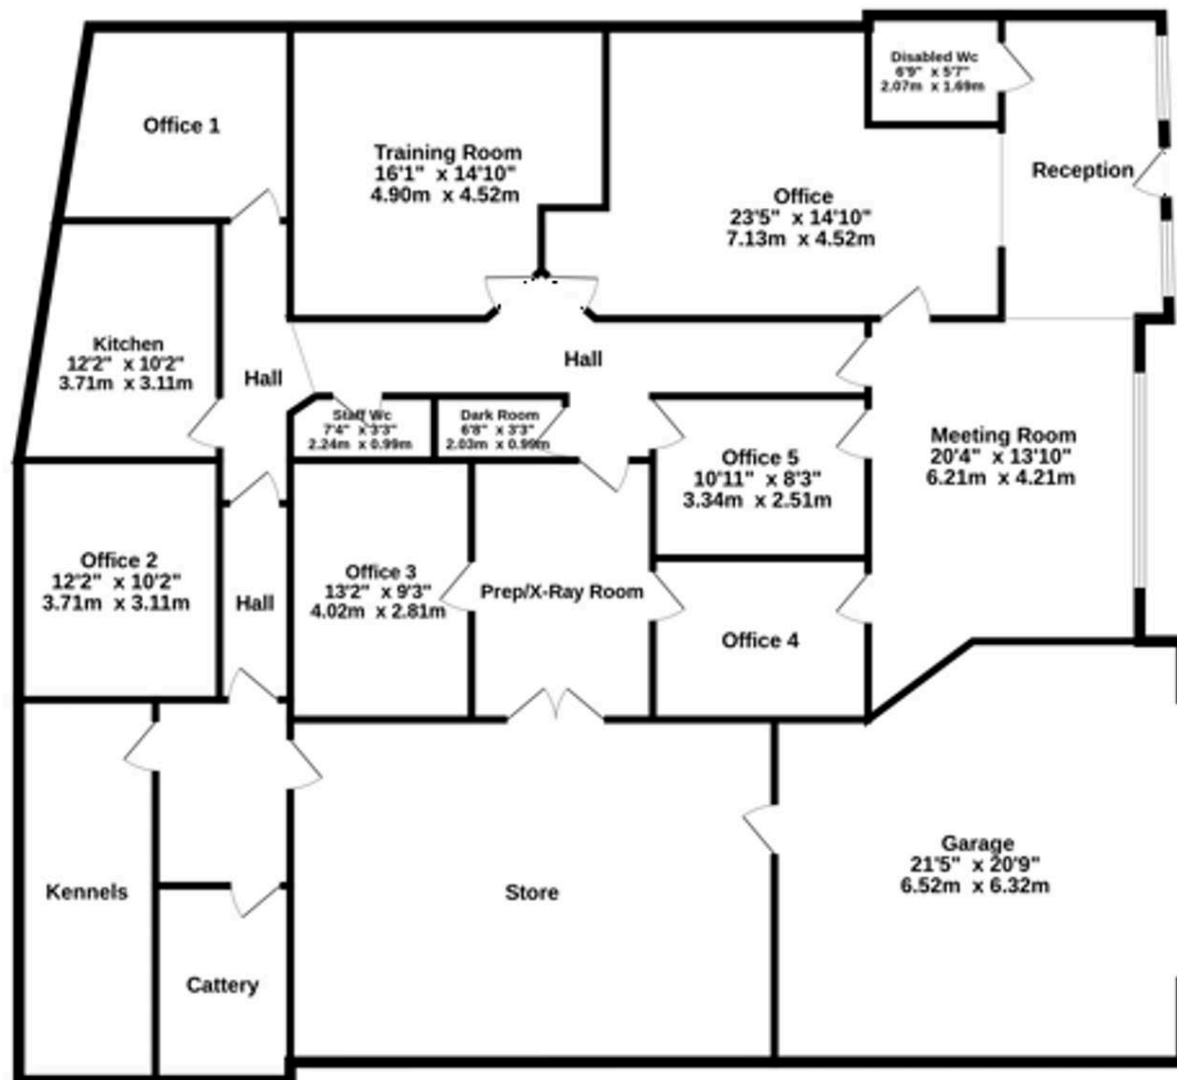 Office 1
Training Room
16'1" x 14'10"
4.90m x 4.52m
Office
23'5" x 14'10"
7.13m x 4.52m
Disabled Wc
6'9" x 5'7"
2.07m x 1.69m
Reception
Kitchen
12'2" x 10'2"
3.71m x 3.11m
Hall
Hall
Staff Wc
7'4" x 3'3"
2.24m x 0.99m
Dark Room
6'8" x 3'3"
2.03m x 0.99m
Office 5
10'11" x 8'3"
3.34m x 2.51m
Meeting Room
20'4" x 13'10"
6.21m x 4.21m
Office 2
12'2" x 10'2"
3.71m x 3.11m
Hall
Office 3
13'2" x 9'3"
4.02m x 2.81m
Prep/X-Ray Room
Office 4
Kennels
Cattery
Store
Garage
21'5" x 20'9"
6.52m x 6.32m